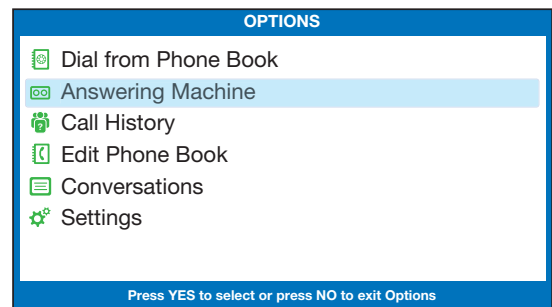 OPTIONS
Dial from Phone Book
Answering Machine
Call History
Edit Phone Book
Conversations
Settings
Press YES to select or press NO to exit Options